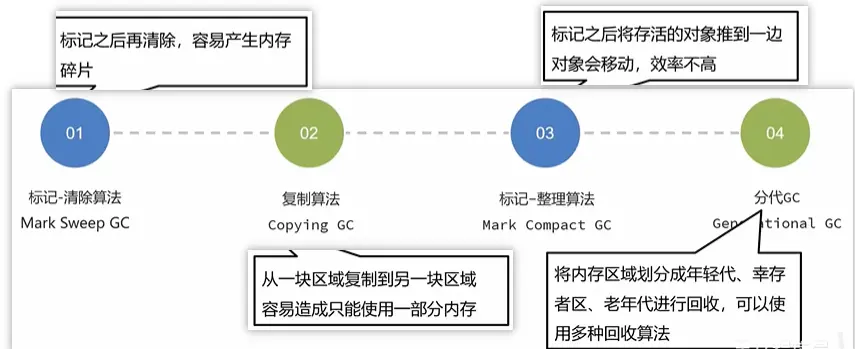 标记之后再清除，容易产生内存
碎片
标记之后将存活的对象推到一边
对象会移动，效率不高
01
02
03
04
标记-清除算法
Mark Sweep GC
复制算法
Copying GC
标记-整理算法
Mark Compact GC
分代GC
Generational GC
从一块区域复制到另一块区域
容易造成只能使用一部分内存
将内存区域划分成年轻代、幸存
者区、老年代进行回收，可以使
用多种回收算法